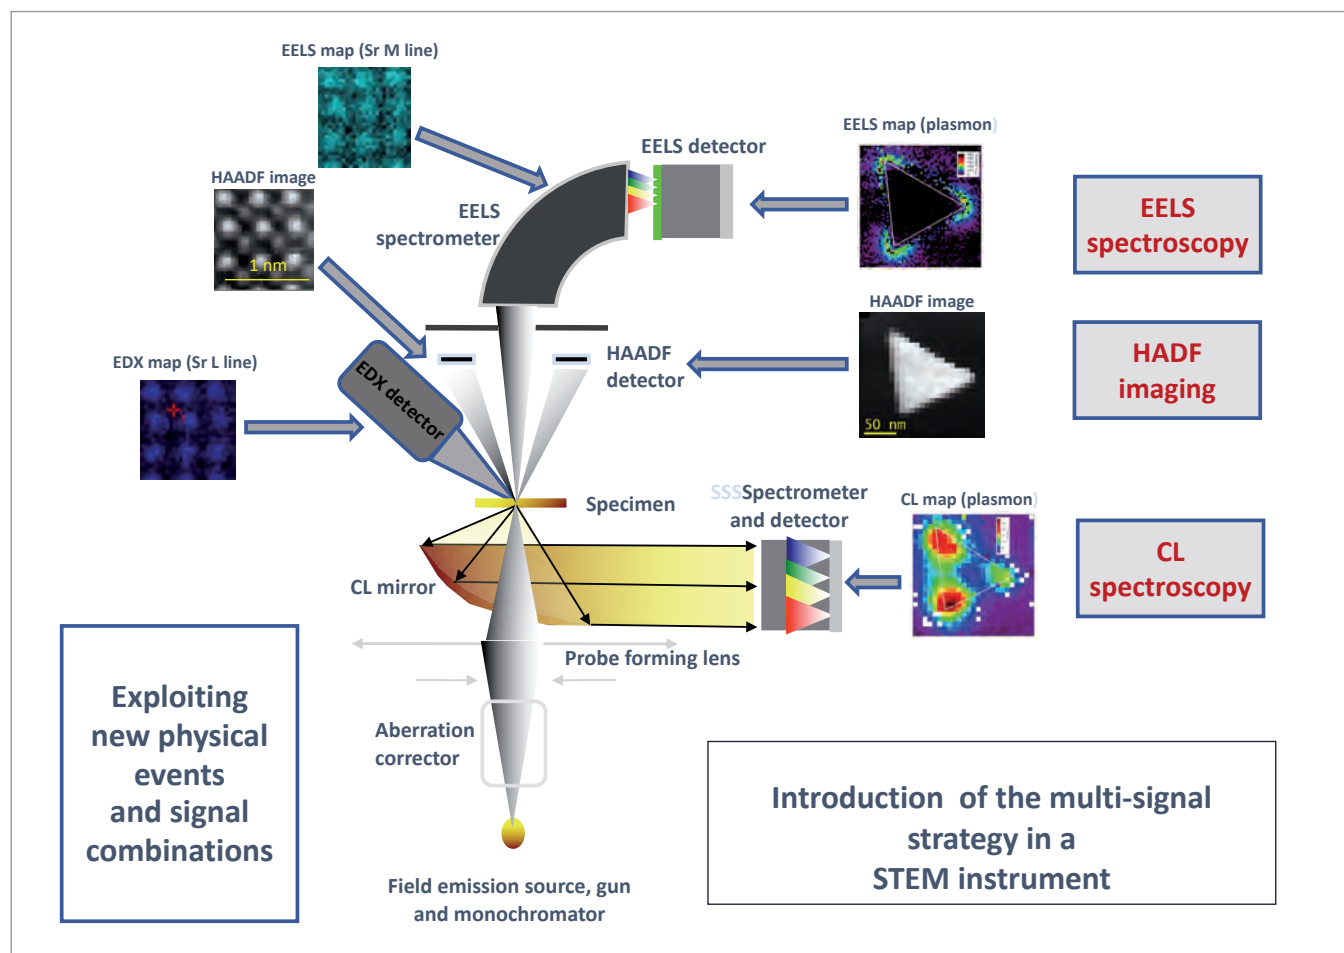 EELS map (Sr M line)
HAADF image
1 nm
EDX map (Sr L line)
EELS
spectrometer
EELS detector
EELS map (plasmon)
EELS
spectroscopy
HAADF image
50 nm
HAADF
detector
HADF
imaging
EDX detector
Specimen
SSSSpectrometer
and detector
CL map (plasmon)
CL
spectroscopy
CL mirror
Probe forming lens
Aberration
corrector
Field emission source, gun
and monochromator
Exploiting
new physical
events
and signal
combinations
Introduction of the multi-signal
strategy in a
STEM instrument